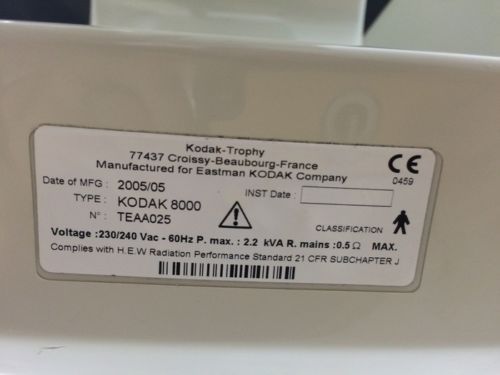 Kodak-Trophy
77437 Croissy-Beaubourg-France
Manufactured for Eastman KODAK Company
CE
0459
Date of MFG : 2005/05
INST Date :
TYPE : KODAK 8000
N° : TEAA025
CLASSIFICATION
Voltage :230/240 Vac - 60Hz P. max. : 2.2 kVA R. mains :0.5 Ω MAX.
Complies with H.E.W Radiation Performance Standard 21 CFR SUBCHAPTER J